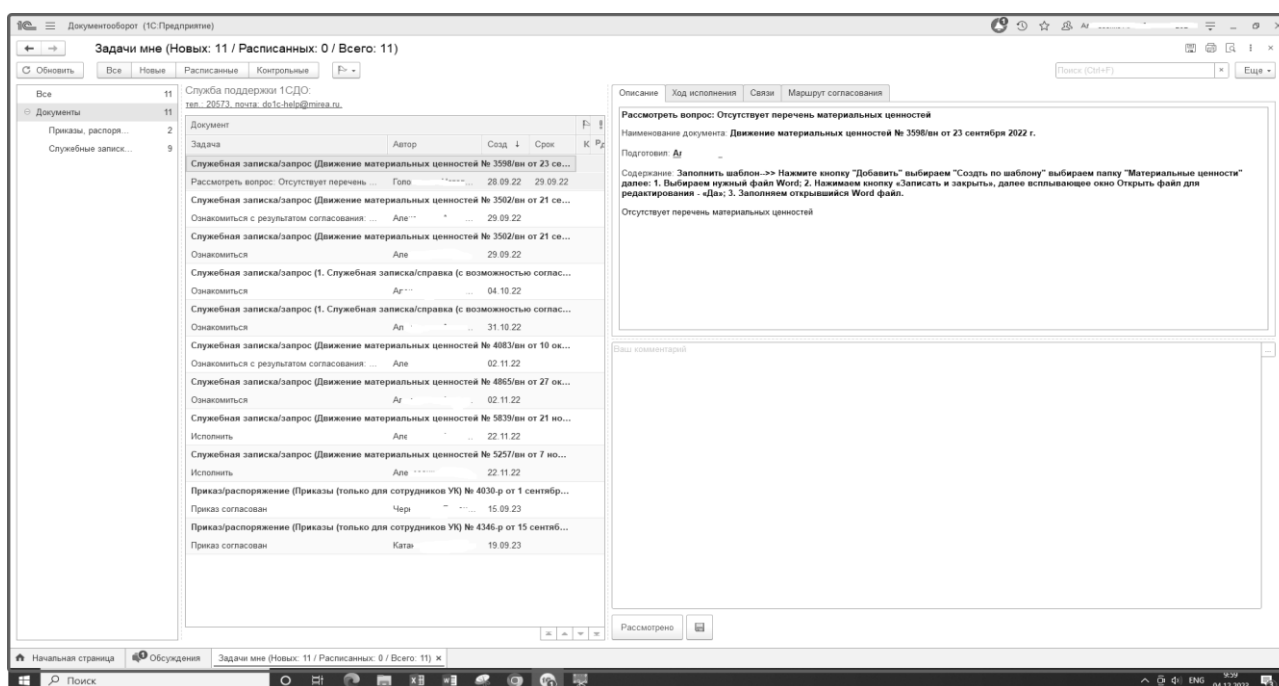 Документооборот (1С:Предприятие)
Задачи мне (Новых: 11 / Расписанных: 0 / Всего: 11)
Обновить Все Новые Расписанные Контрольные Поиск (Ctrl+F) × Еще
Все 11
Документы 11
Приказы, распоря... 2
Служебные записк... 9
Служба поддержки 1СДО:
тел.: 20573, почта: do1c-help@mirea.ru
Документ
Задача Автор Созд ↓ Срок К
Служебная записка/запрос (Движение материальных ценностей № 3598/вн от 23 се...
Рассмотреть вопрос: Отсутствует перечень ... Голо 28.09.22 29.09.22
Служебная записка/запрос (Движение материальных ценностей № 3502/вн от 21 се...
Ознакомиться с результатом согласования: ... Але ... 29.09.22
Служебная записка/запрос (Движение материальных ценностей № 3502/вн от 21 се...
Ознакомиться Але 29.09.22
Служебная записка/запрос (1. Служебная записка/справка (с возможностью соглас...
Ознакомиться ... 04.10.22
Служебная записка/запрос (1. Служебная записка/справка (с возможностью соглас...
Ознакомиться Ал ... 31.10.22
Служебная записка/запрос (Движение материальных ценностей № 4083/вн от 10 ок...
Ознакомиться с результатом согласования: ... Але 02.11.22
Служебная записка/запрос (Движение материальных ценностей № 4865/вн от 27 ок...
Ознакомиться 02.11.22
Служебная записка/запрос (Движение материальных ценностей № 5839/вн от 21 но...
Исполнить Але ... 22.11.22
Служебная записка/запрос (Движение материальных ценностей № 5257/вн от 7 но...
Исполнить Але 22.11.22
Приказ/распоряжение (Приказы (только для сотрудников УК) № 4030-р от 1 сентябр...
Приказ согласован Чер ... 15.09.23
Приказ/распоряжение (Приказы (только для сотрудников УК) № 4346-р от 15 сентяб...
Приказ согласован Ката 19.09.23
Описание Ход исполнения Связи Маршрут согласования
Рассмотреть вопрос: Отсутствует перечень материальных ценностей
Наименование документа: Движение материальных ценностей № 3598/вн от 23 сентября 2022 г.
Подготовил:
Содержание: Заполнить шаблон-->> Нажмите кнопку "Добавить" выбираем "Создть по шаблону" выбираем папку "Материальные ценности"
далее: 1. Выбираем нужный файл Word; 2. Нажимаем кнопку «Записать и закрыть», далее всплывающее окно Открыть файл для
редактирования - «Да»; 3. Заполняем открывшийся Word файл.
Отсутствует перечень материальных ценностей
Ваш комментарий ...
Рассмотрено
Начальная страница Обсуждения Задачи мне (Новых: 11 / Расписанных: 0 / Всего: 11) ×
Поиск ENG 9:59